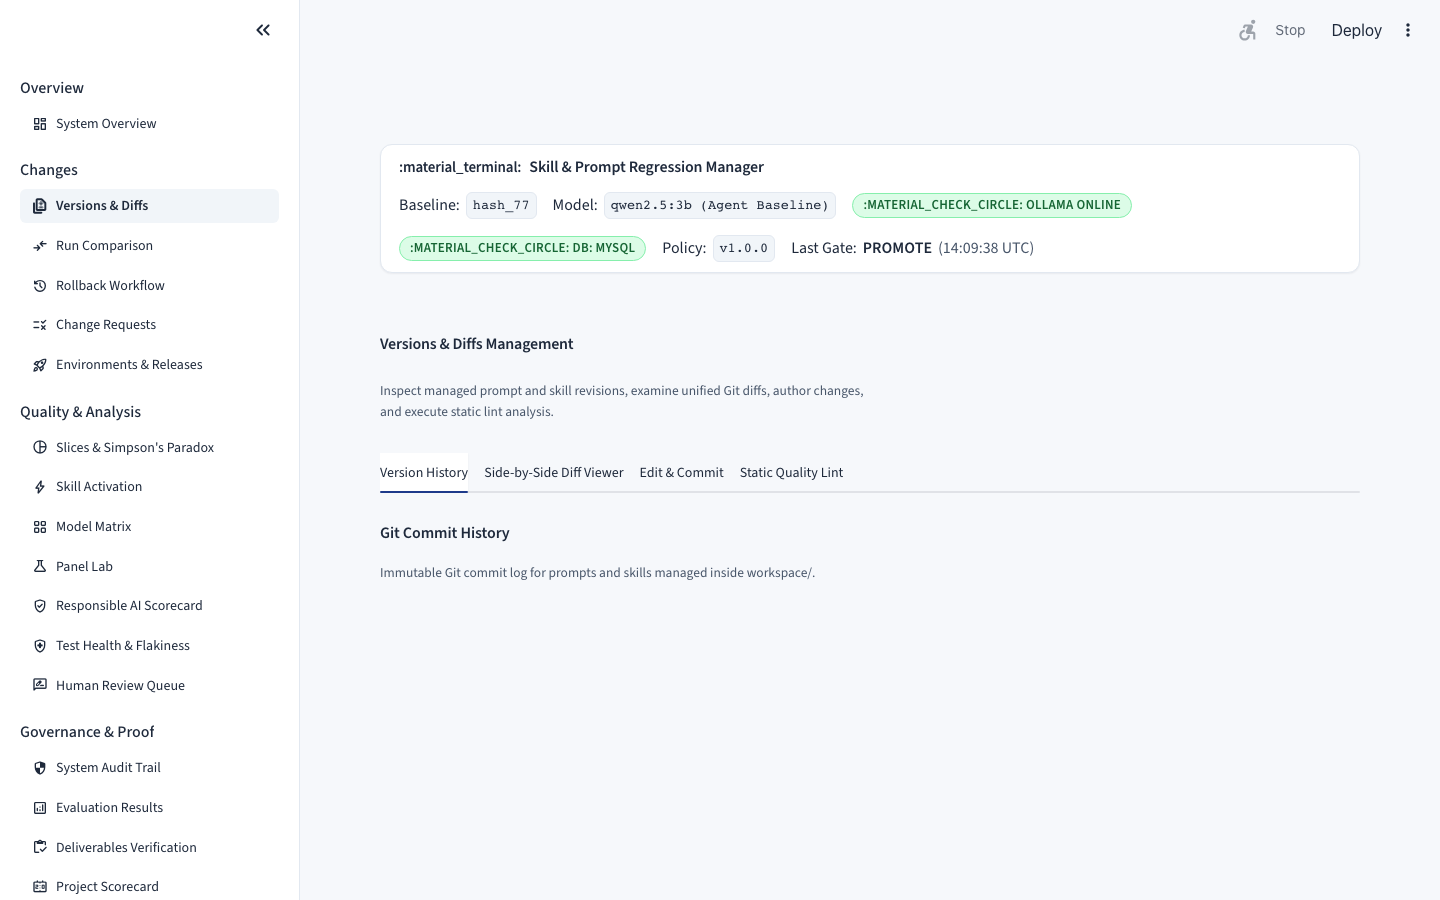 Stop
Deploy
Overview
System Overview
Changes
Versions & Diffs
Run Comparison
Rollback Workflow
Change Requests
Environments & Releases
Quality & Analysis
Slices & Simpson's Paradox
Skill Activation
Model Matrix
Panel Lab
Responsible AI Scorecard
Test Health & Flakiness
Human Review Queue
Governance & Proof
System Audit Trail
Evaluation Results
Deliverables Verification
Project Scorecard
:material_terminal: Skill & Prompt Regression Manager
Baseline: hash_77 Model: qwen2.5:3b (Agent Baseline) :MATERIAL_CHECK_CIRCLE: OLLAMA ONLINE
:MATERIAL_CHECK_CIRCLE: DB: MYSQL Policy: v1.0.0 Last Gate: PROMOTE (14:09:38 UTC)
Versions & Diffs Management
Inspect managed prompt and skill revisions, examine unified Git diffs, author changes,
and execute static lint analysis.
Version History Side-by-Side Diff Viewer Edit & Commit Static Quality Lint
Git Commit History
Immutable Git commit log for prompts and skills managed inside workspace/.